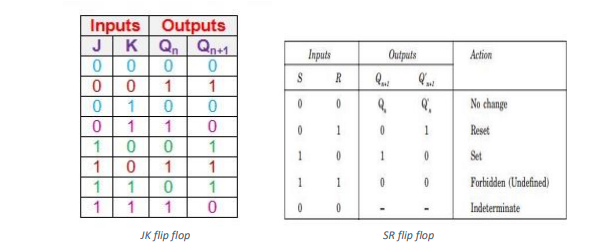 Inputs Outputs
J K Qn Qn+1
0 0 0 0
0 0 1 1
0 1 0 0
0 1 1 0
1 0 0 1
1 0 1 1
1 1 0 1
1 1 1 0
JK flip flop
Inputs Outputs Action
S R Qn+1 Q'n+1
0 0 Qn Q'n No change
0 1 0 1 Reset
1 0 1 0 Set
1 1 0 0 Forbidden (Undefined)
0 0 - - Indeterminate
SR flip flop